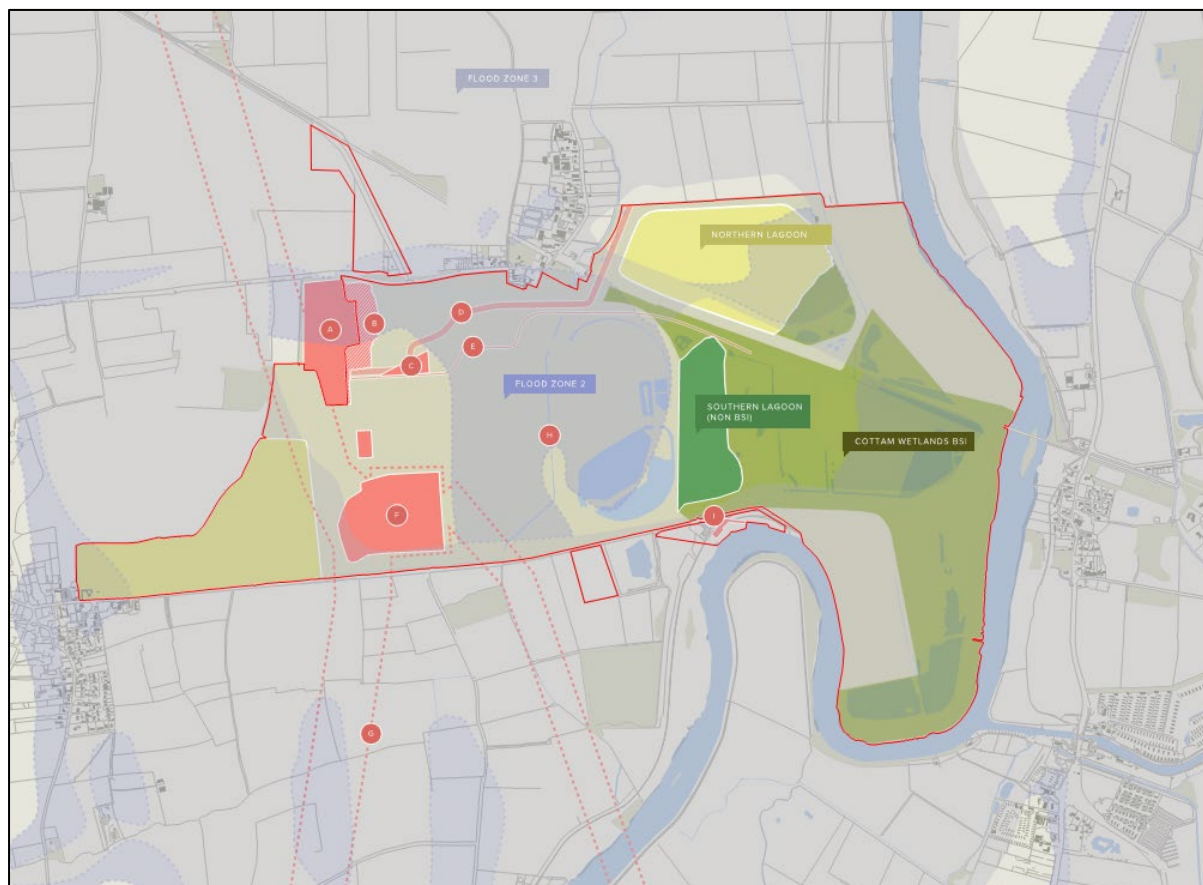 FLOOD ZONE 3
NORTHERN LAGOON
A
B
D
E
C
FLOOD ZONE 2
SOUTHERN LAGOON
(NON BSI)
H
COTTAM WETLANDS BSI
F
I
G